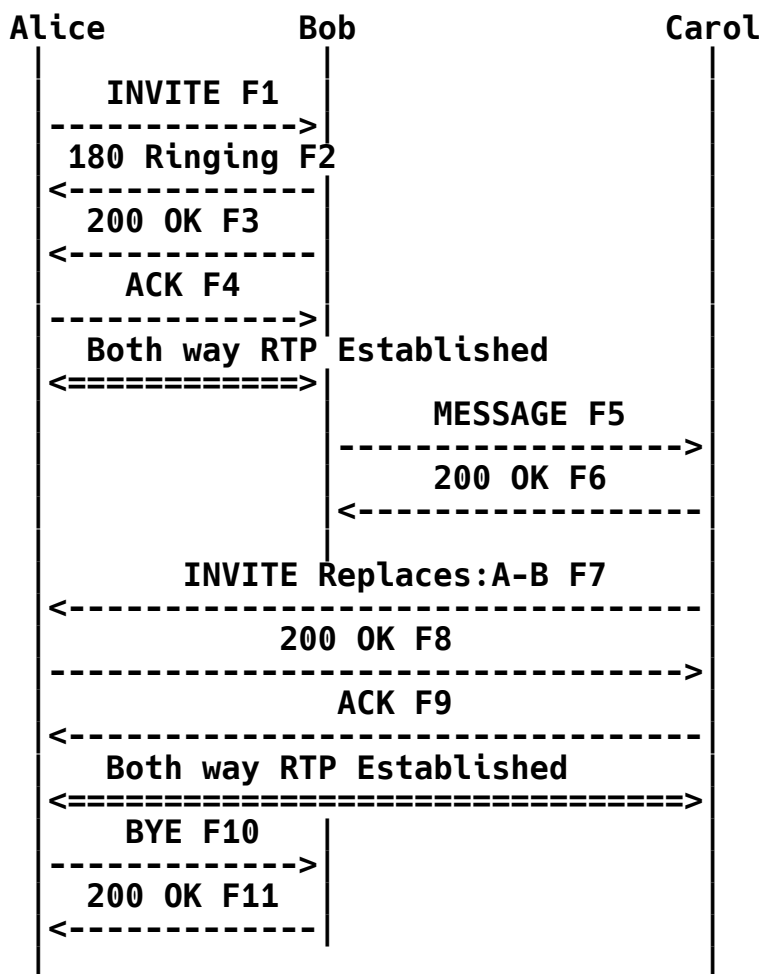 Alice Bob Carol
INVITE F1
180 Ringing F2
200 OK F3
ACK F4
Both way RTP Established
MESSAGE F5
200 OK F6
INVITE Replaces:A-B F7
200 OK F8
ACK F9
Both way RTP Established
BYE F10
200 OK F11